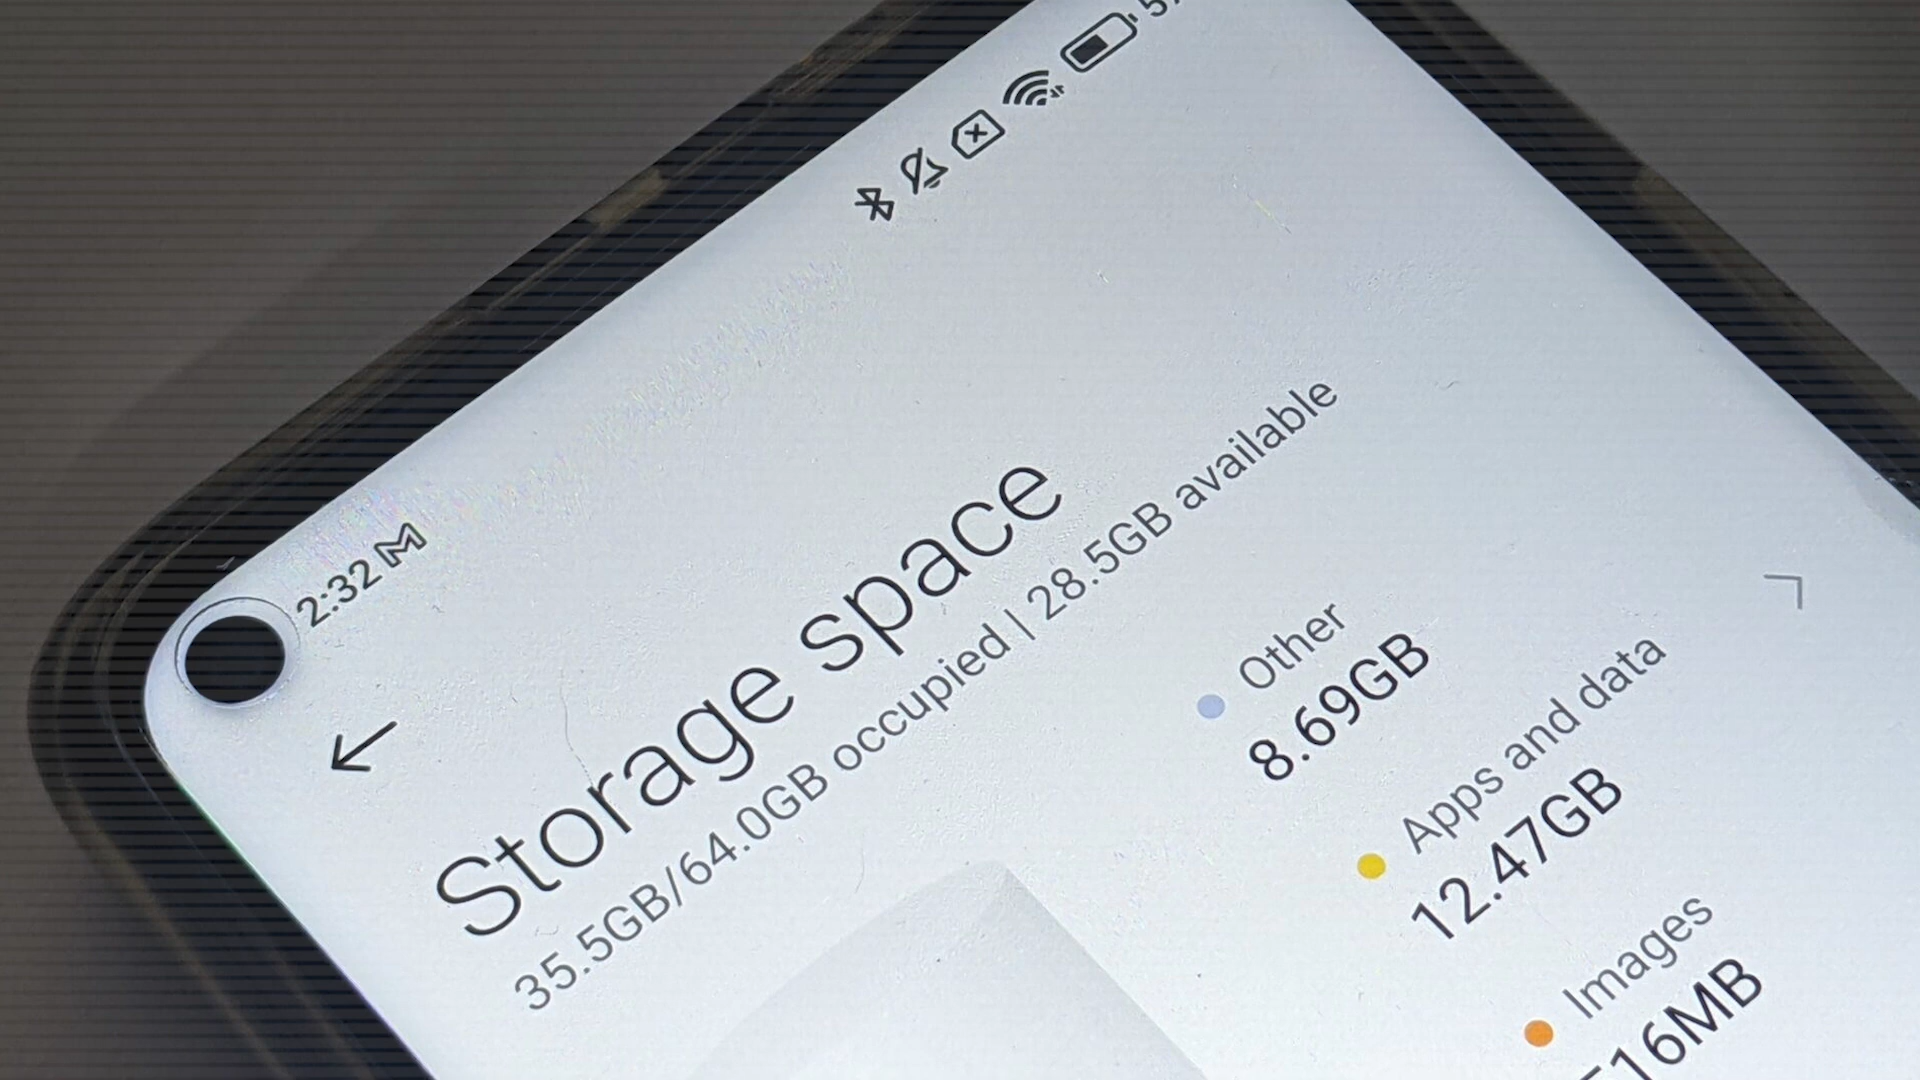 2:32
Storage space
35.5GB/64.0GB occupied | 28.5GB available
Other
8.69GB
Apps and data
12.47GB
Images
16MB